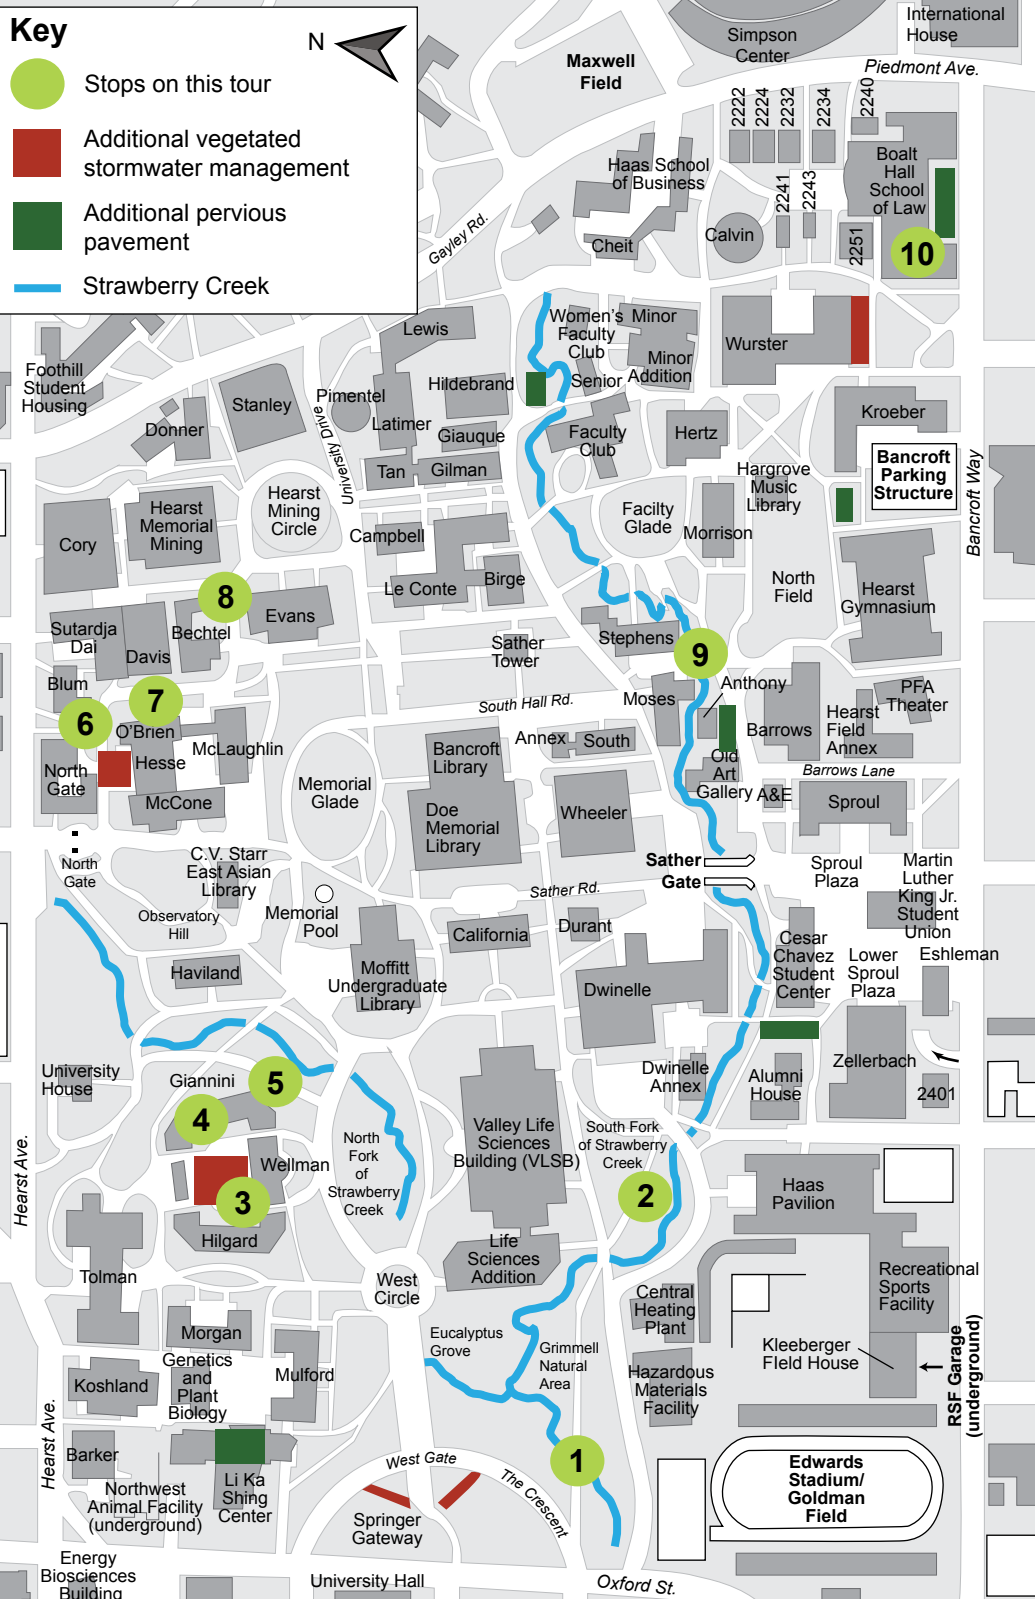 Key
N
Stops on this tour
Additional vegetated
stormwater management
Additional pervious
pavement
Strawberry Creek
International
House
Simpson
Center
Piedmont Ave.
Maxwell
Field
2222
2224
2232
2234
2240
Haas School
of Business
Boalt
Hall
School
of Law
2241
2243
Calvin
Cheit
2251
10
Gayley Rd.
Women's
Faculty
Club
Minor
Minor
Addition
Senior
Wurster
Lewis
Foothill
Student
Housing
Hildebrand
Pimentel
Stanley
Latimer
University Drive
Donner
Giauque
Faculty
Club
Hertz
Kroeber
Tan
Gilman
Bancroft
Parking
Structure
Hargrove
Music
Library
Bancroft Way
Hearst
Mining
Circle
Hearst
Memorial
Mining
Cory
Campbell
Facilty
Glade
Morrison
Le Conte
Birge
North
Field
Hearst
Gymnasium
8
Evans
Bechtel
Sutardja
Dai
Davis
Sather
Tower
Stephens
9
Blum
7
6
O'Brien
Moses
Anthony
PFA
Theater
South Hall Rd.
Hearst
Field
Annex
Barrows
McLaughlin
Hesse
North
Gate
Bancroft
Library
Annex
South
Old
Art
Gallery
A&E
Barrows Lane
McCone
Memorial
Glade
Doe
Memorial
Library
Wheeler
Sproul
North
Gate
C.V. Starr
East Asian
Library
Sather
Gate
Sproul
Plaza
Martin
Luther
King Jr.
Student
Union
Sather Rd.
Observatory
Hill
Memorial
Pool
California
Durant
Cesar
Chavez
Student
Center
Lower
Sproul
Plaza
Eshleman
Haviland
Moffitt
Undergraduate
Library
Dwinelle
University
House
Giannini
5
4
Dwinelle
Annex
Alumni
House
Zellerbach
2401
Valley Life
Sciences
Building (VLSB)
South Fork
of Strawberry
Creek
North
Fork
of
Strawberry
Creek
Wellman
Hearst Ave.
3
2
Haas
Pavilion
Hilgard
Life
Sciences
Addition
Tolman
West
Circle
Central
Heating
Plant
Recreational
Sports
Facility
Morgan
Eucalyptus
Grove
Grimmell
Natural
Area
Kleeberger
FIeld House
Genetics
and
Plant
Biology
Koshland
Mulford
Hazardous
Materials
Facility
RSF Garage
(underground)
Hearst Ave.
Barker
West Gate
1
Edwards
Stadium/
Goldman
Field
Li Ka
Shing
Center
Northwest
Animal Facility
(underground)
The Crescent
Springer
Gateway
Energy
Biosciences
Building
University Hall
Oxford St.